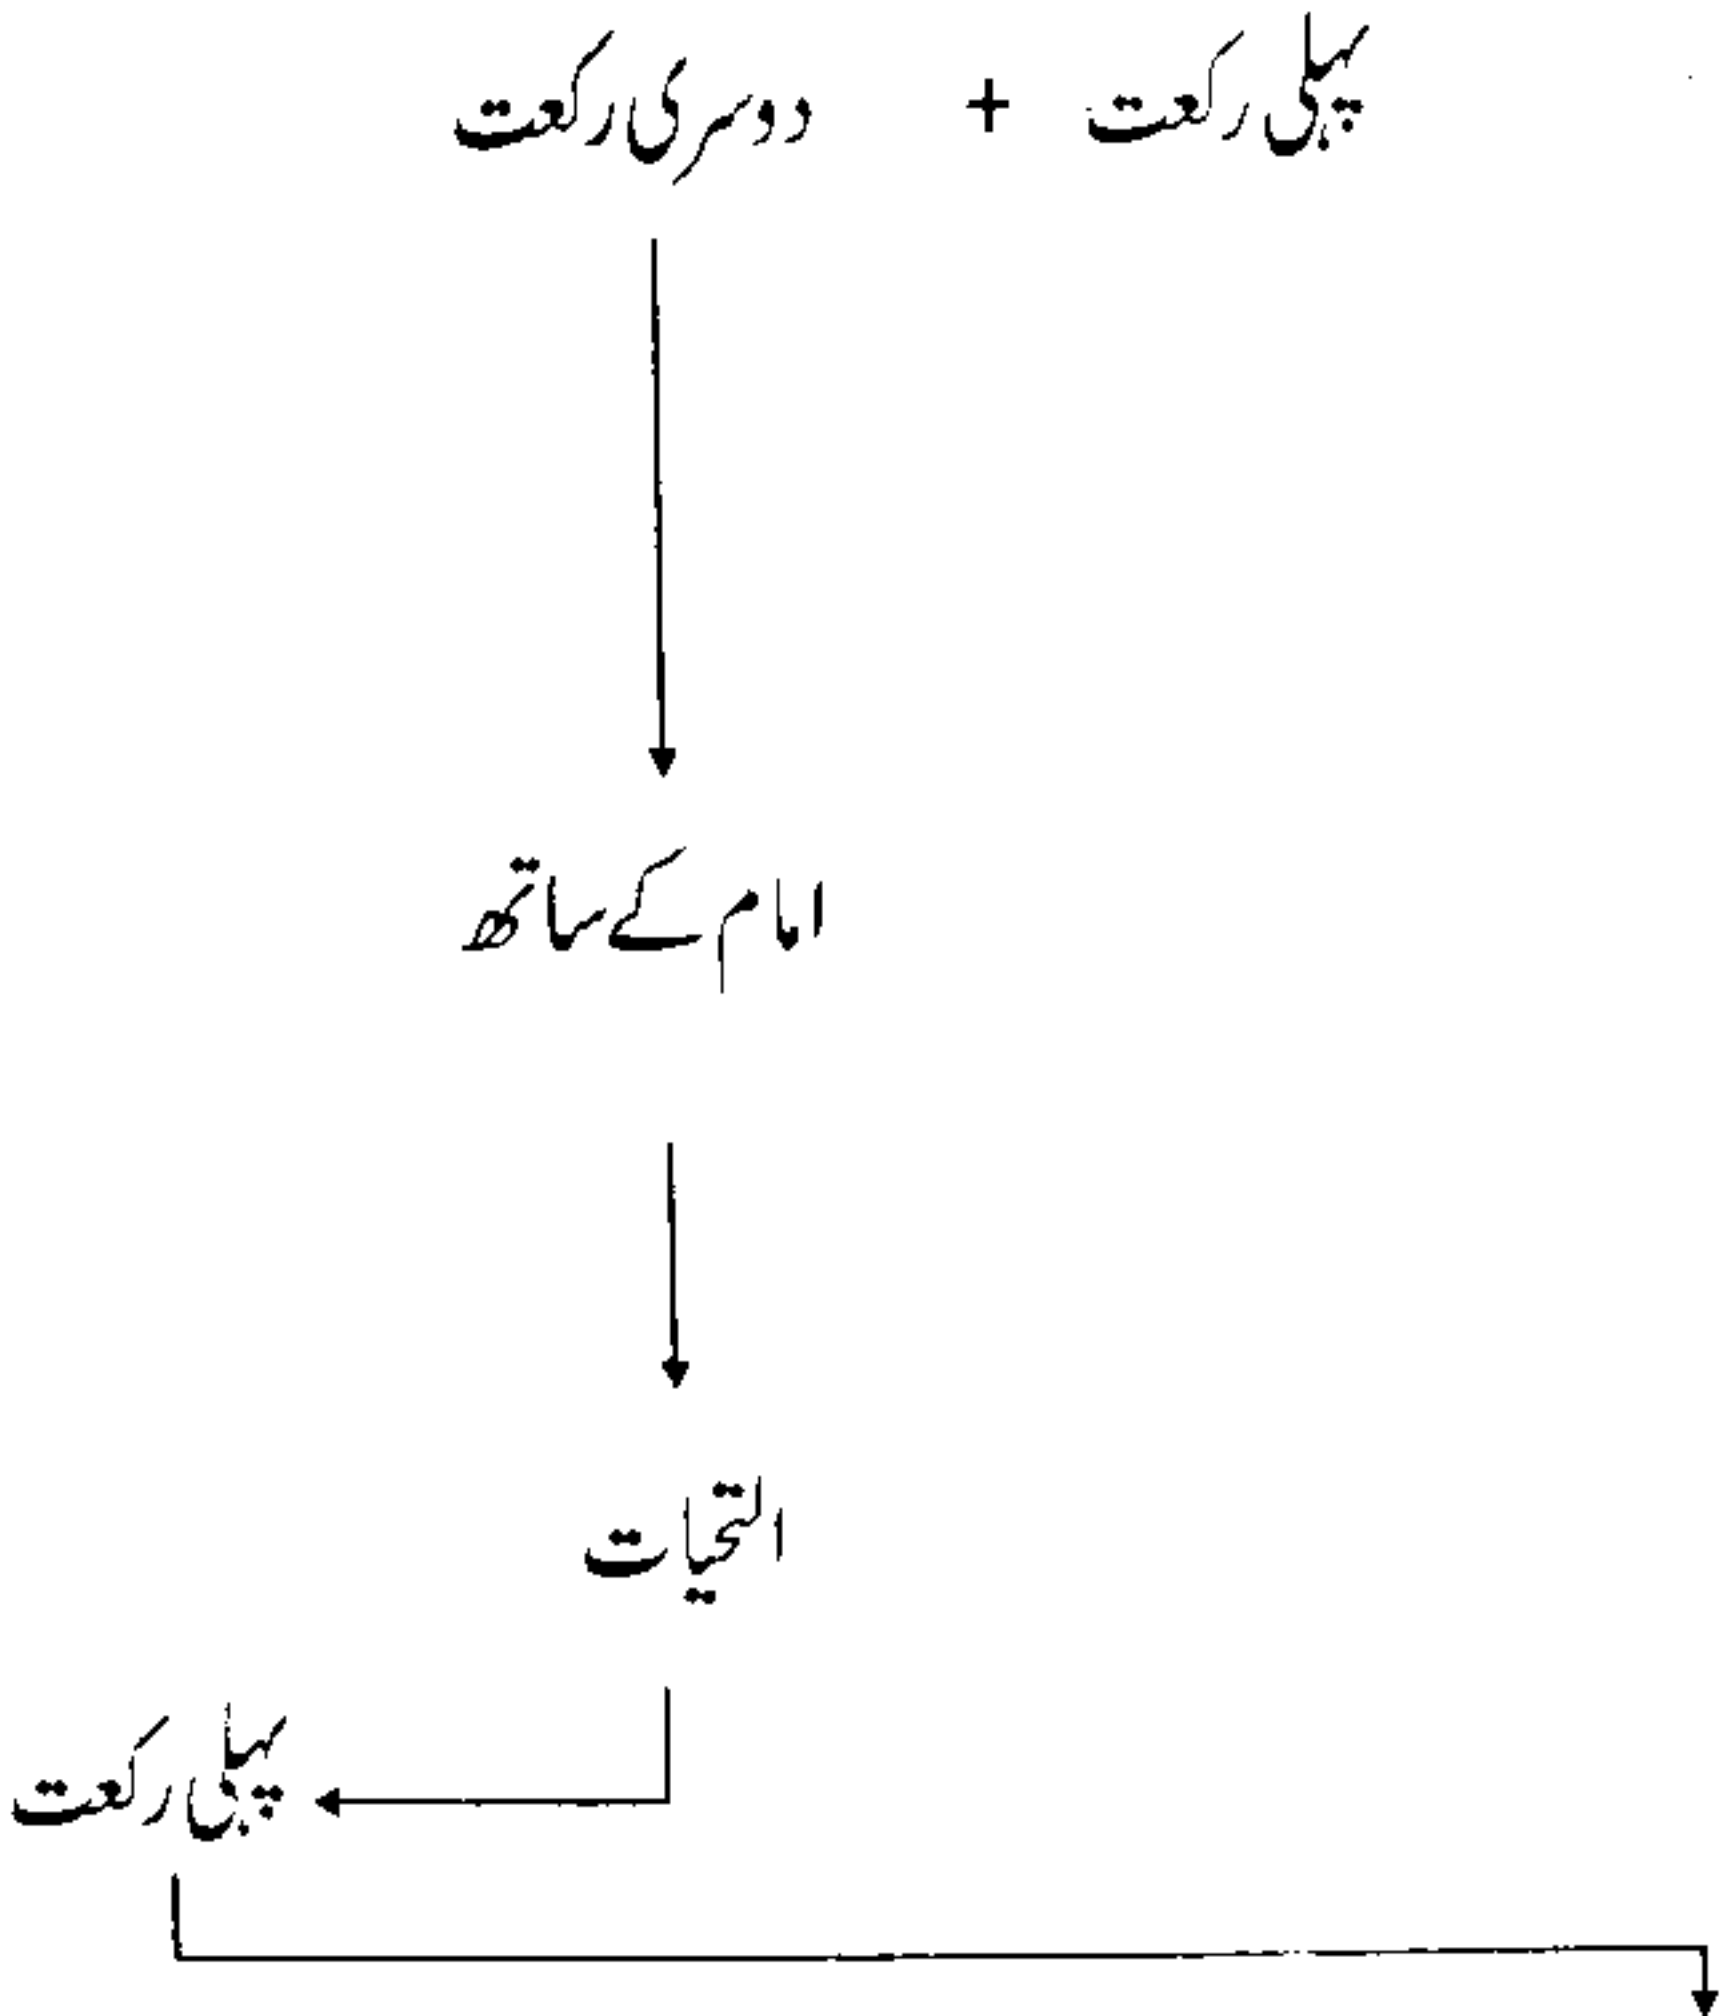 پہلی رکعت + دوسری رکعت
امام کے ساتھ
التحیات
پہلی رکعت